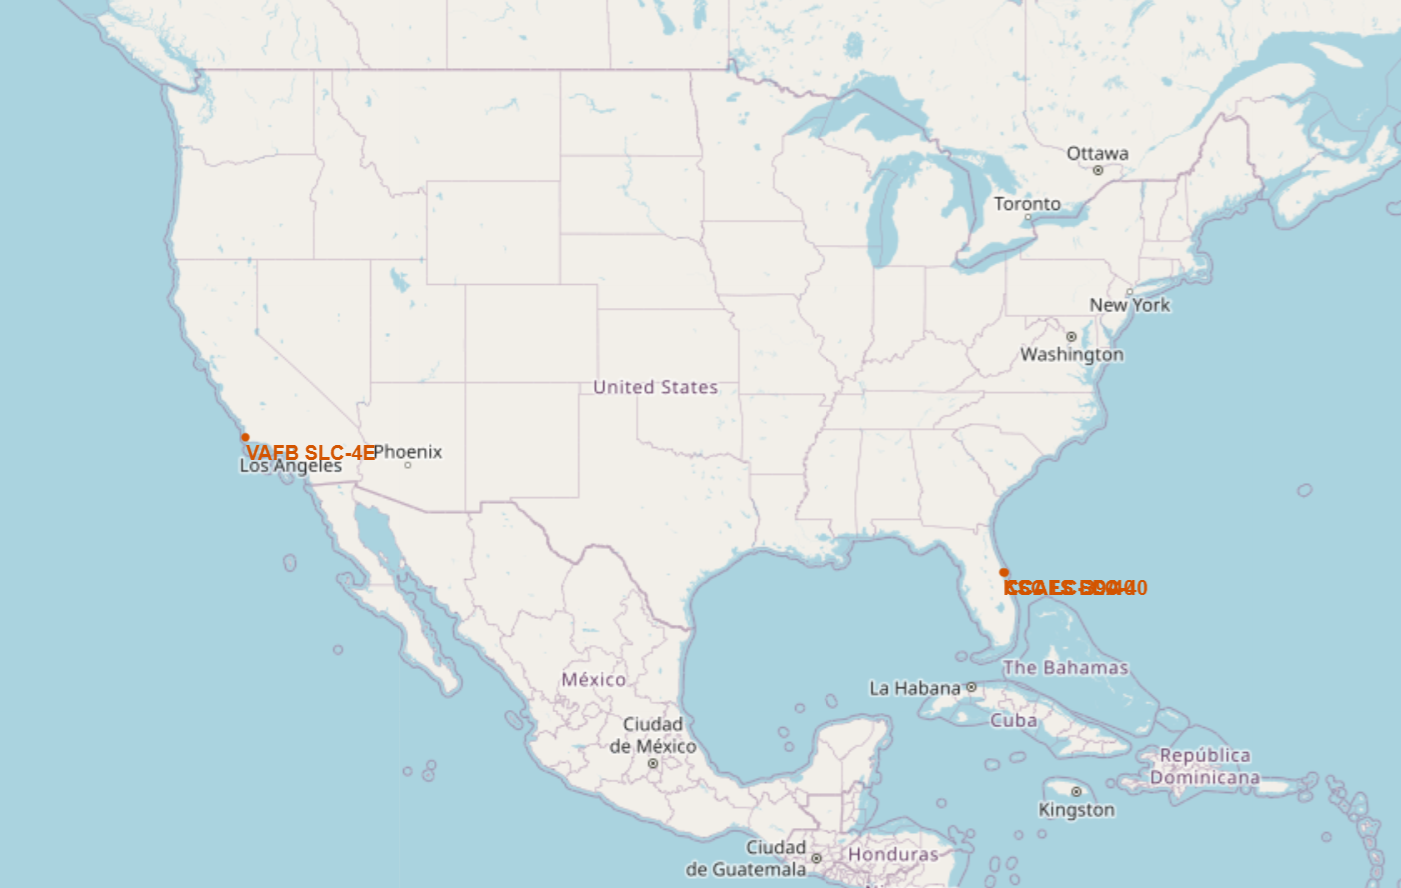 Ottawa
Toronto
New York
Washington
United States
VAFB SLC-4E
Phoenix
Los Angeles
The Bahamas
México
La Habana
Cuba
Ciudad
de México
República
Dominicana
Kingston
Ciudad
de Guatemala
Honduras